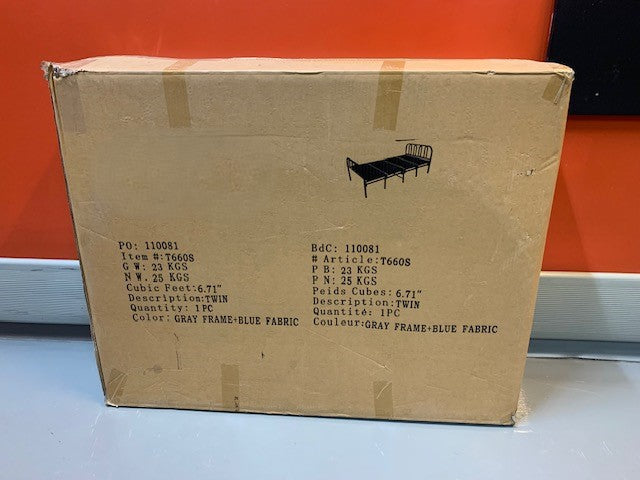 PO: 110081
Item #:T660S
G W: 23 KGS
N W. 25 KGS
Cubic Feet:6.71"
Description:TWIN
Quantity: 1PC
Color: GRAY FRAME+BLUE FABRIC
BdC: 110081
# Article:T660S
P B: 23 KGS
P N: 25 KGS
Peids Cubes: 6.71"
Description:TWIN
Quantité: 1PC
Couleur:GRAY FRAME+BLUE FABRIC